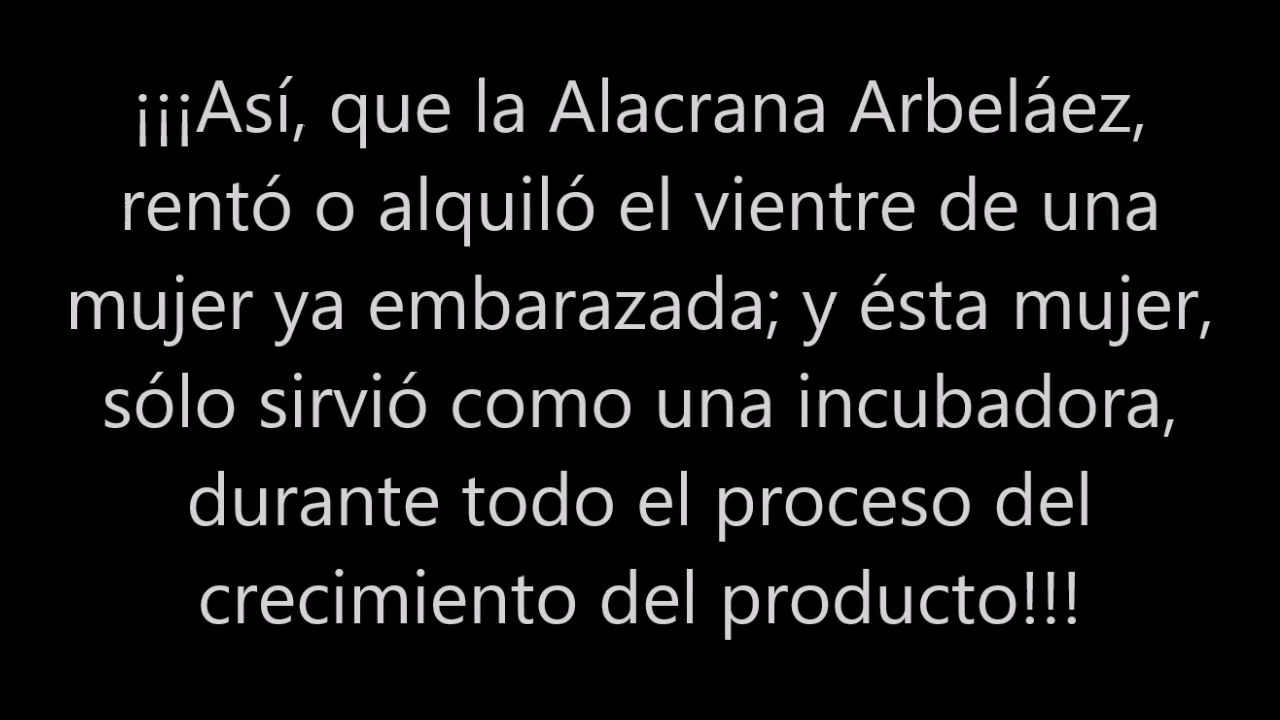 ¡¡¡Así, que la Alacrana Arbeláez,
rentó o alquiló el vientre de una
mujer ya embarazada; y ésta mujer,
sólo sirvió como una incubadora,
durante todo el proceso del
crecimiento del producto!!!